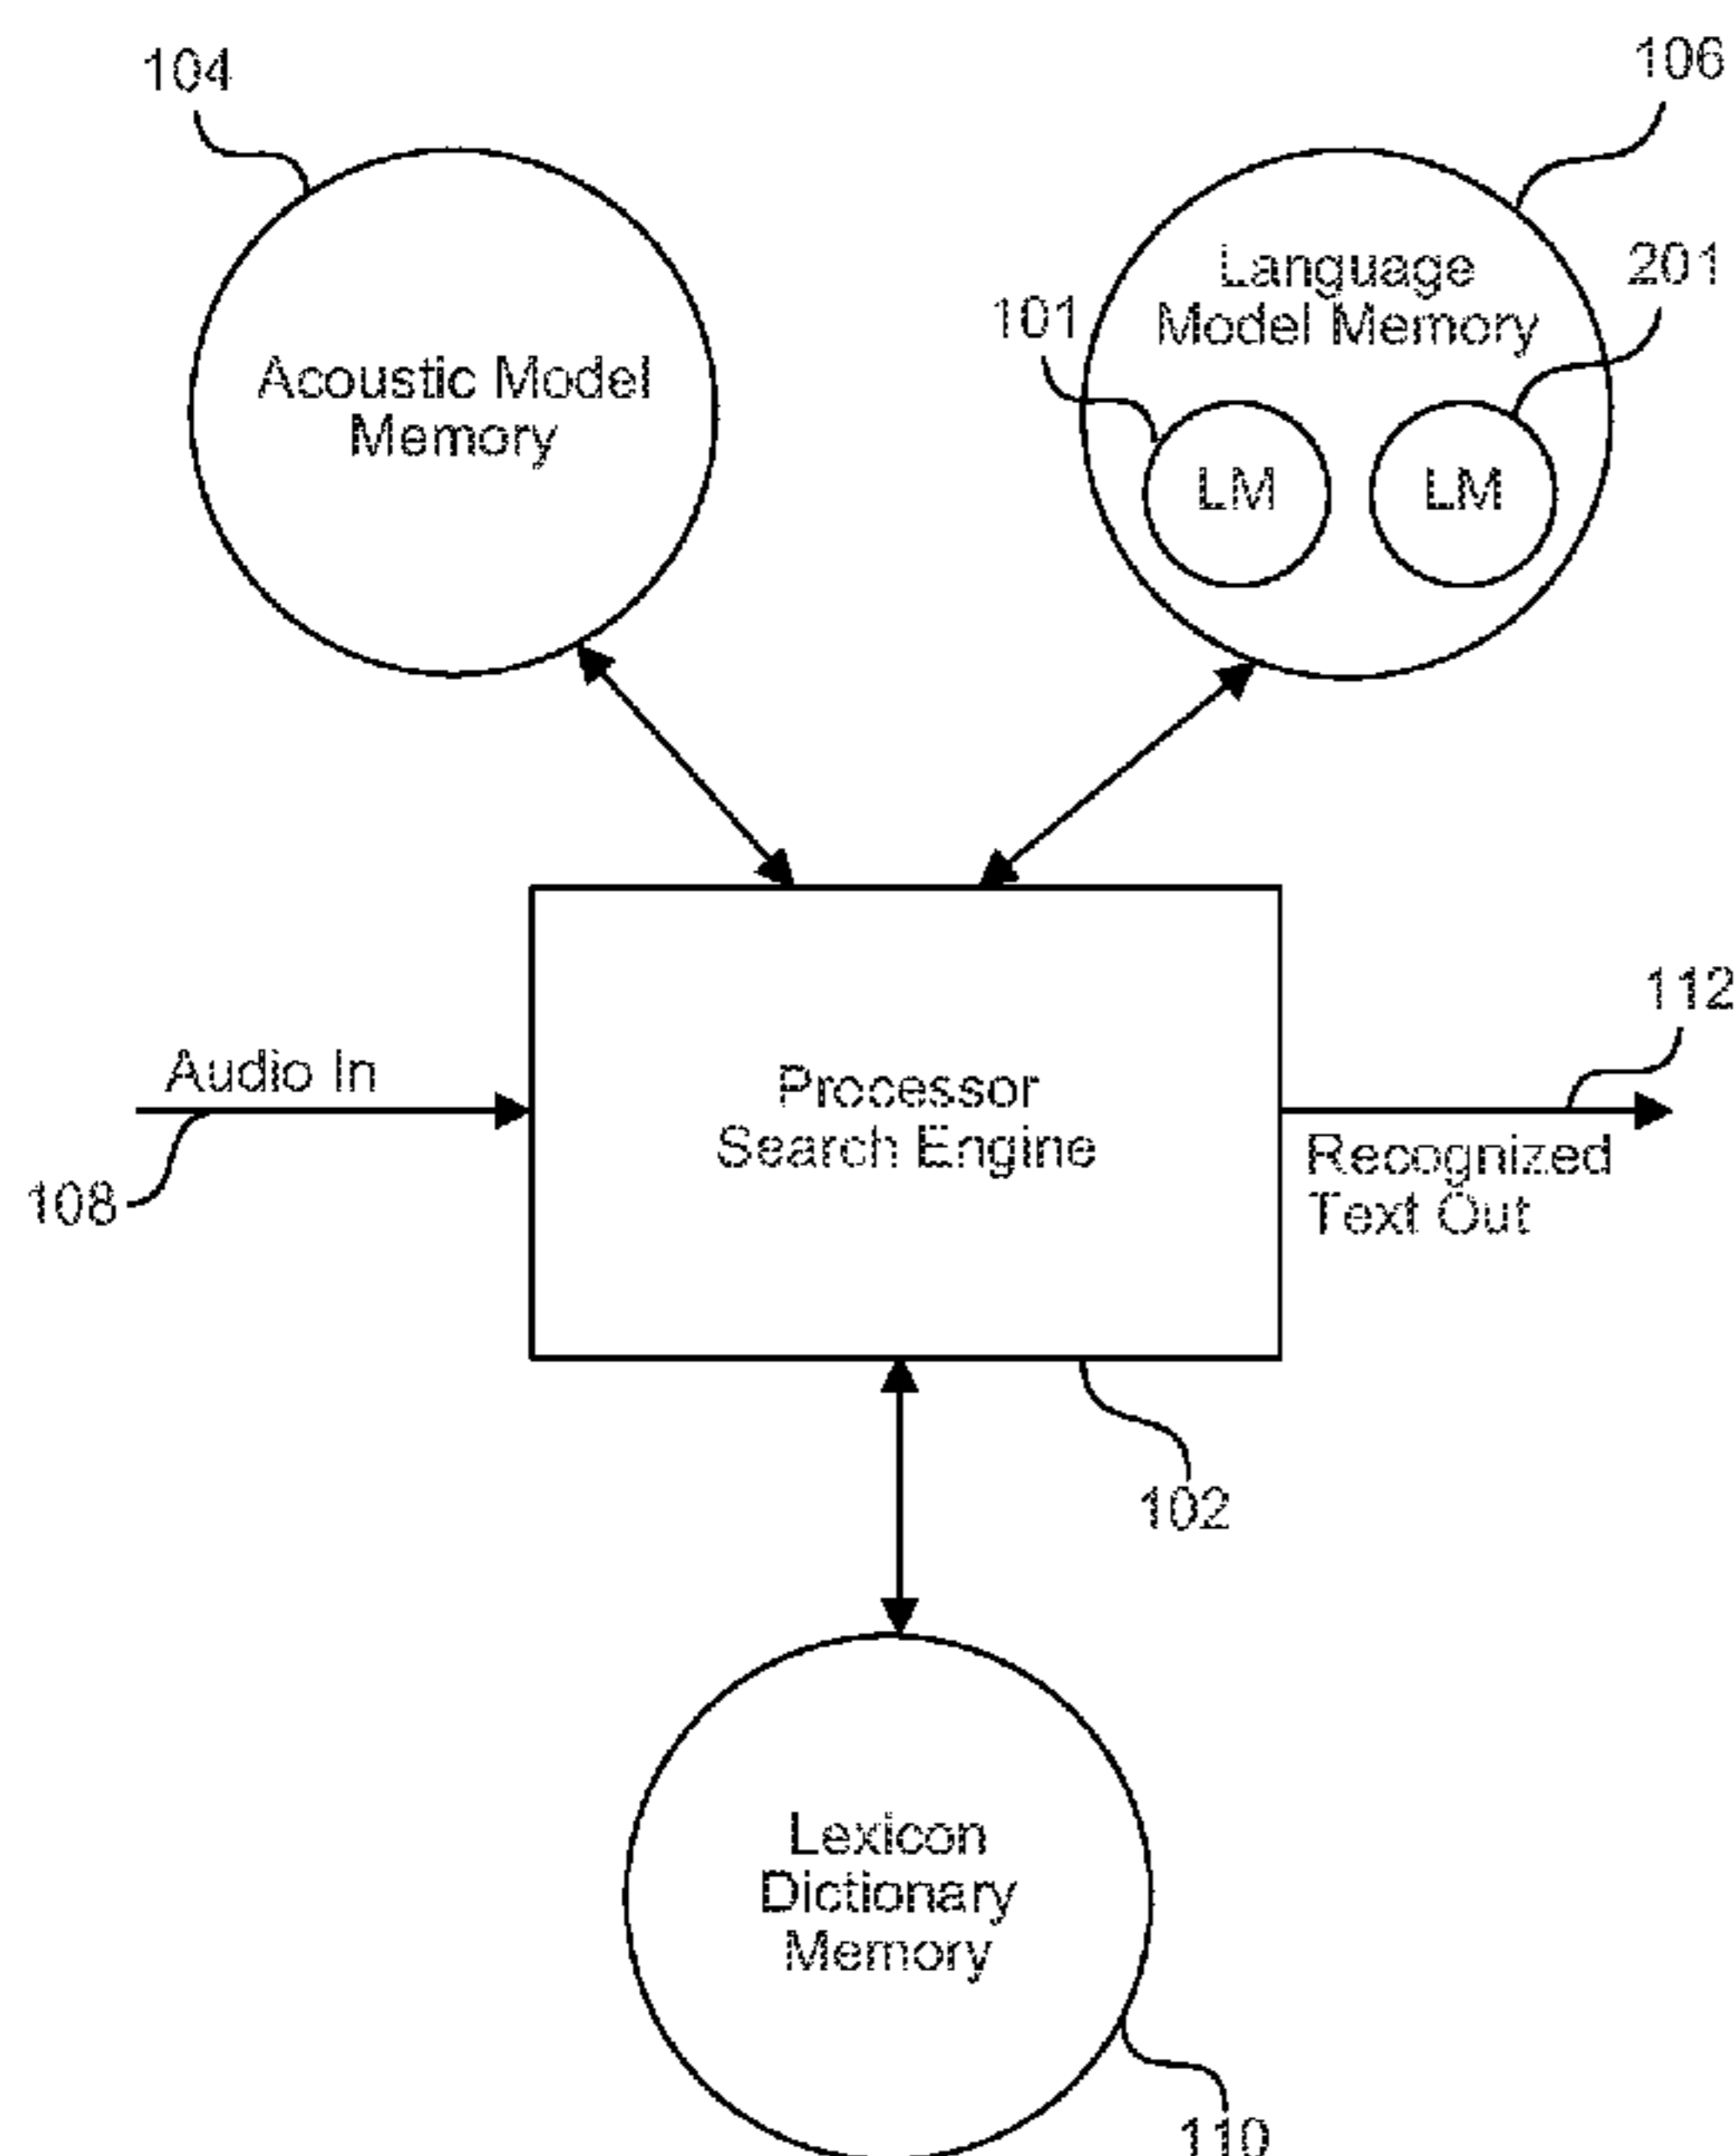 104
106
Language
Model Memory
201
101
Acoustic Model
Memory
LM
LM
112
Audio In
Processor
Search Engine
Recognized
Text Out
108
102
Lexicon
Dictionary
Memory
110